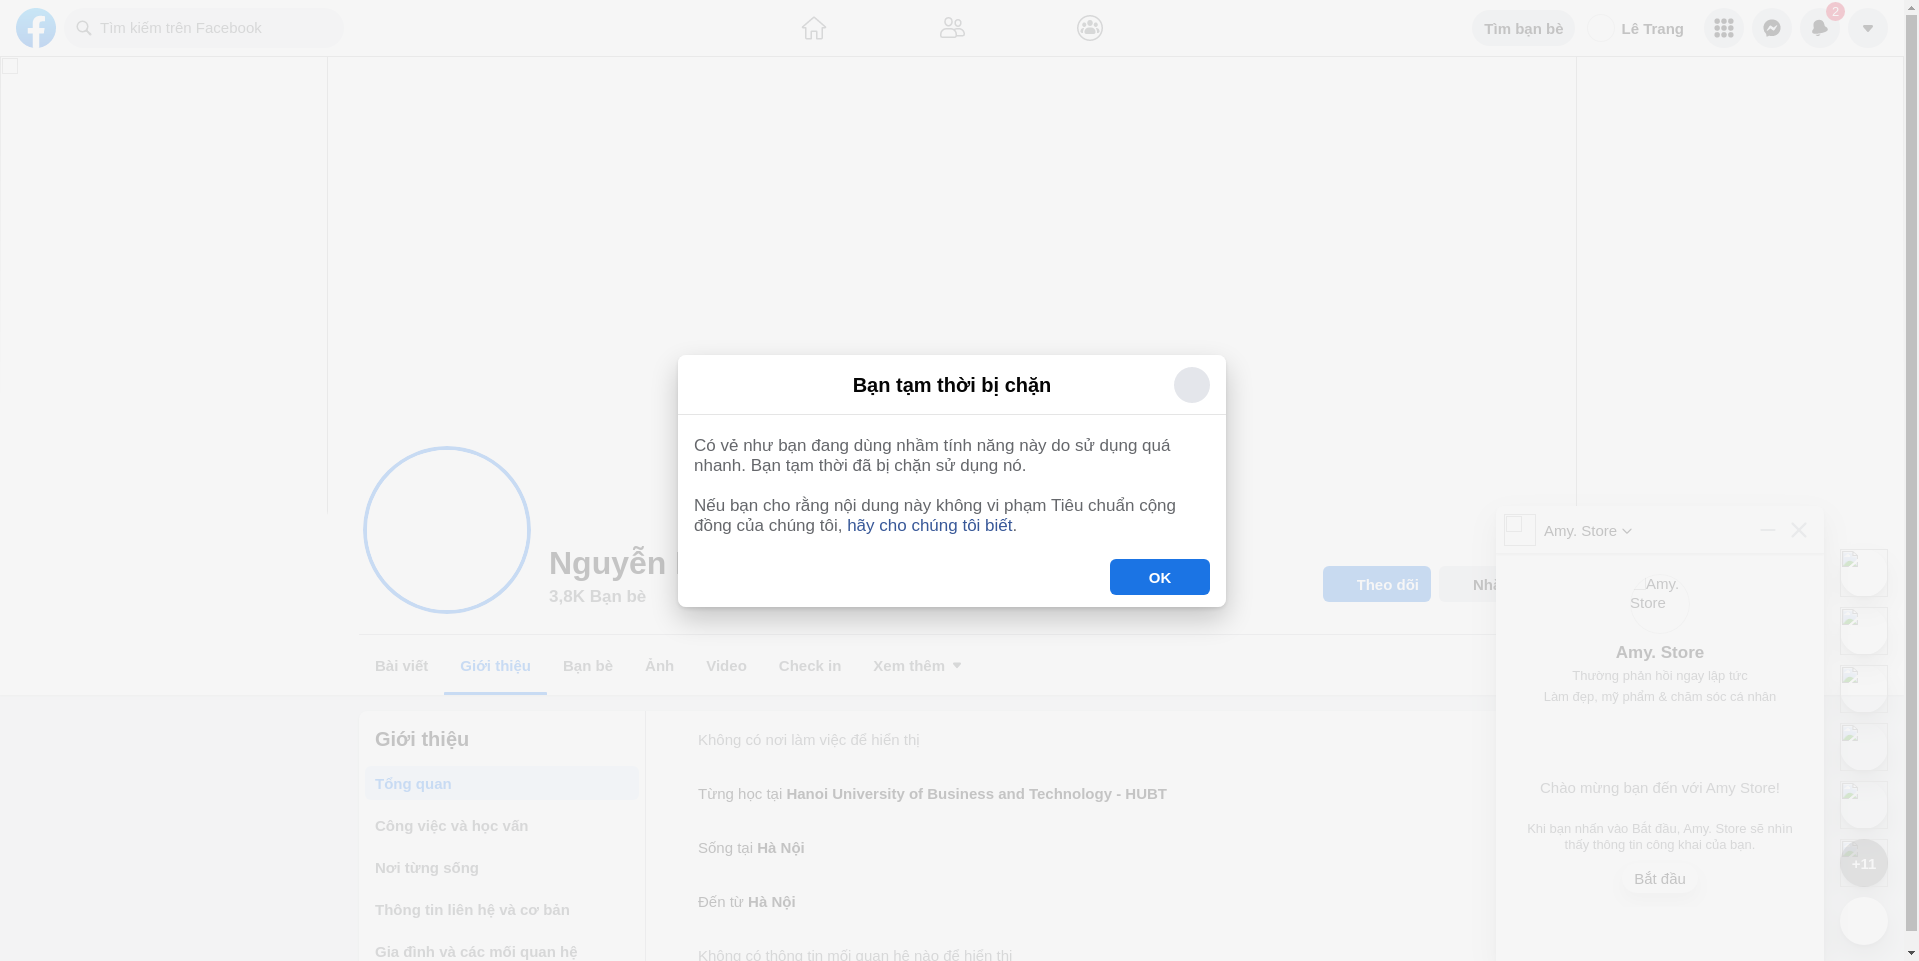 Tìm kiếm trên Facebook
Tìm bạn bè
Lê Trang
2
Bạn tạm thời bị chặn
Có vẻ như bạn đang dùng nhầm tính năng này do sử dụng quá
nhanh. Bạn tạm thời đã bị chặn sử dụng nó.
Nếu bạn cho rằng nội dung này không vi phạm Tiêu chuẩn cộng
đồng của chúng tôi, hãy cho chúng tôi biết.
OK
Nguyễn
3,8K Bạn bè
Theo dõi
Bài viết
Giới thiệu
Bạn bè
Ảnh
Video
Check in
Xem thêm
Giới thiệu
Tổng quan
Công việc và học vấn
Nơi từng sống
Thông tin liên hệ và cơ bản
Gia đình và các mối quan hệ
Không có nơi làm việc để hiển thị
Từng học tại Hanoi University of Business and Technology - HUBT
Sống tại Hà Nội
Đến từ Hà Nội
Không có thông tin mối quan hệ nào để hiển thị
Amy. Store
Amy.
Store
Amy. Store
Thường phản hồi ngay lập tức
Làm đẹp, mỹ phẩm & chăm sóc cá nhân
Chào mừng bạn đến với Amy Store!
Khi bạn nhấn vào Bắt đầu, Amy. Store sẽ nhìn
thấy thông tin công khai của bạn.
Bắt đầu
+11